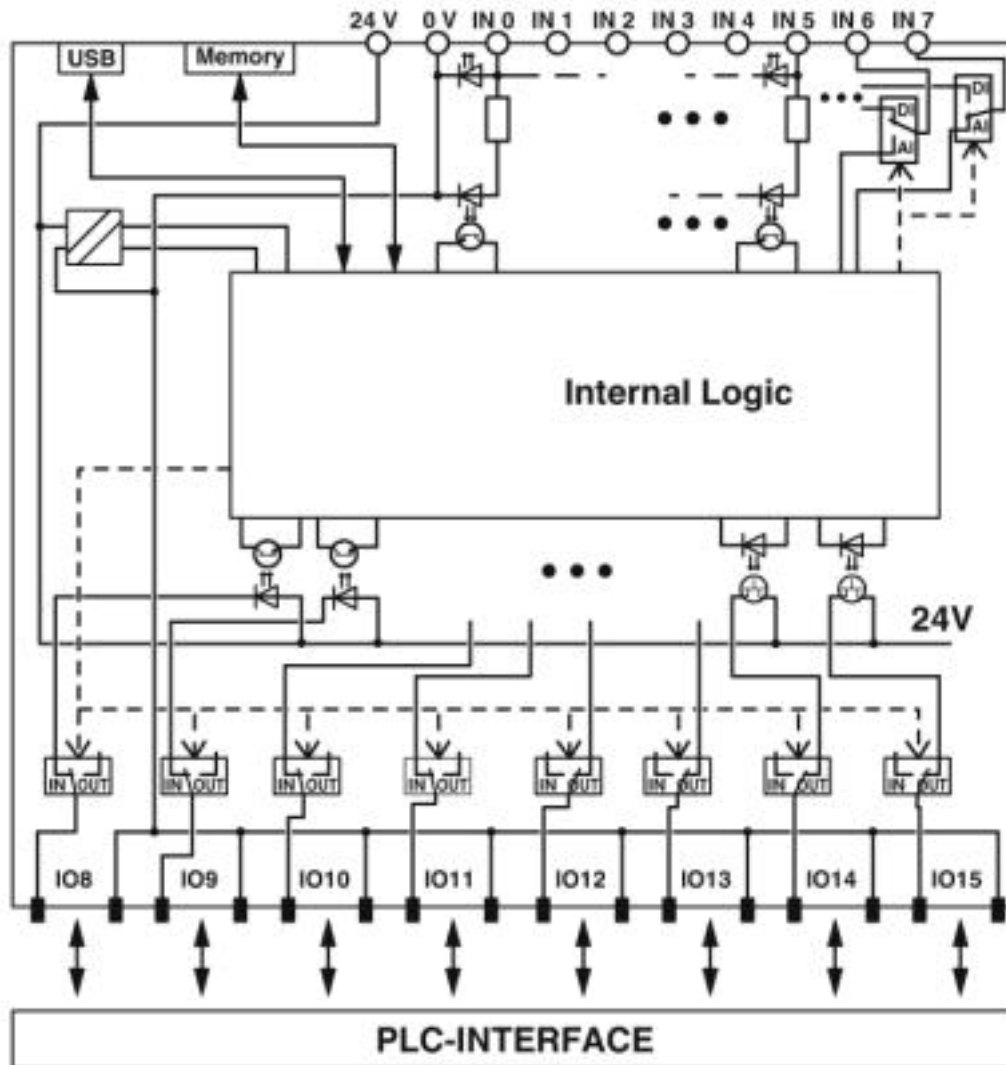 24 V 0 V IN 0 IN 1 IN 2 IN 3 IN 4 IN 5 IN 6 IN 7
USB Memory
DI
AI
DI
AI
Internal Logic
24V
IN OUT IN OUT IN OUT IN OUT IN OUT IN OUT IN OUT IN OUT
IO8 IO9 IO10 IO11 IO12 IO13 IO14 IO15
PLC-INTERFACE